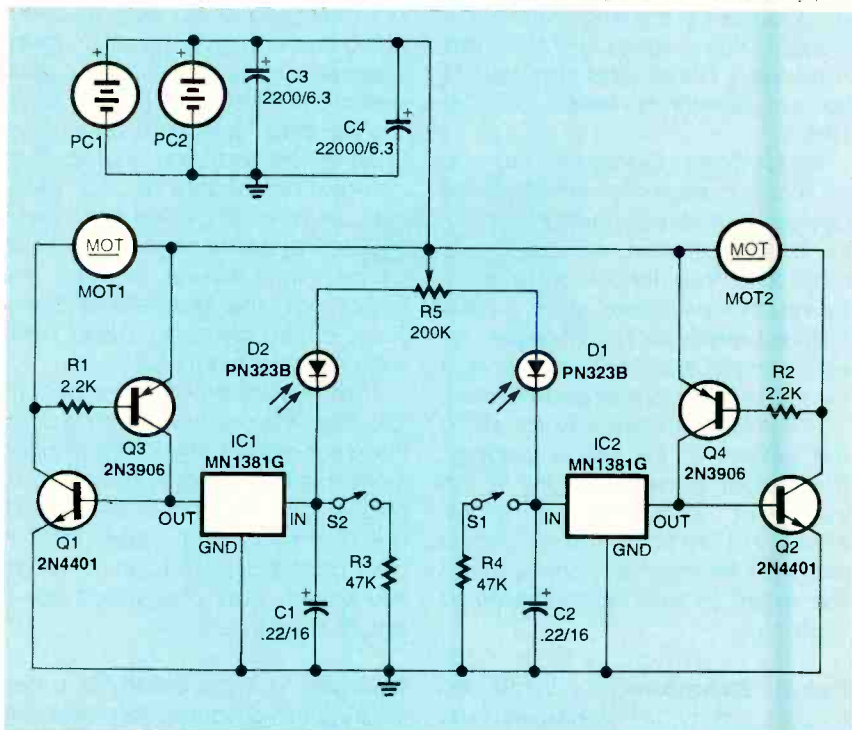 +
+
+
C3
2200/6.3
+
C4
22000/6.3
PC1
PC2
MOT
MOT1
MOT
MOT2
R5
200K
D2
PN323B
D1
PN323B
R1
2.2K
R2
2.2K
Q3
2N3906
Q4
2N3906
IC1
MN1381G
IC2
MN1381G
OUT
IN
S2
S1
IN
OUT
GND
GND
Q1
2N4401
Q2
2N4401
R3
47K
R4
47K
+
C1
.22/16
+
C2
.22/16